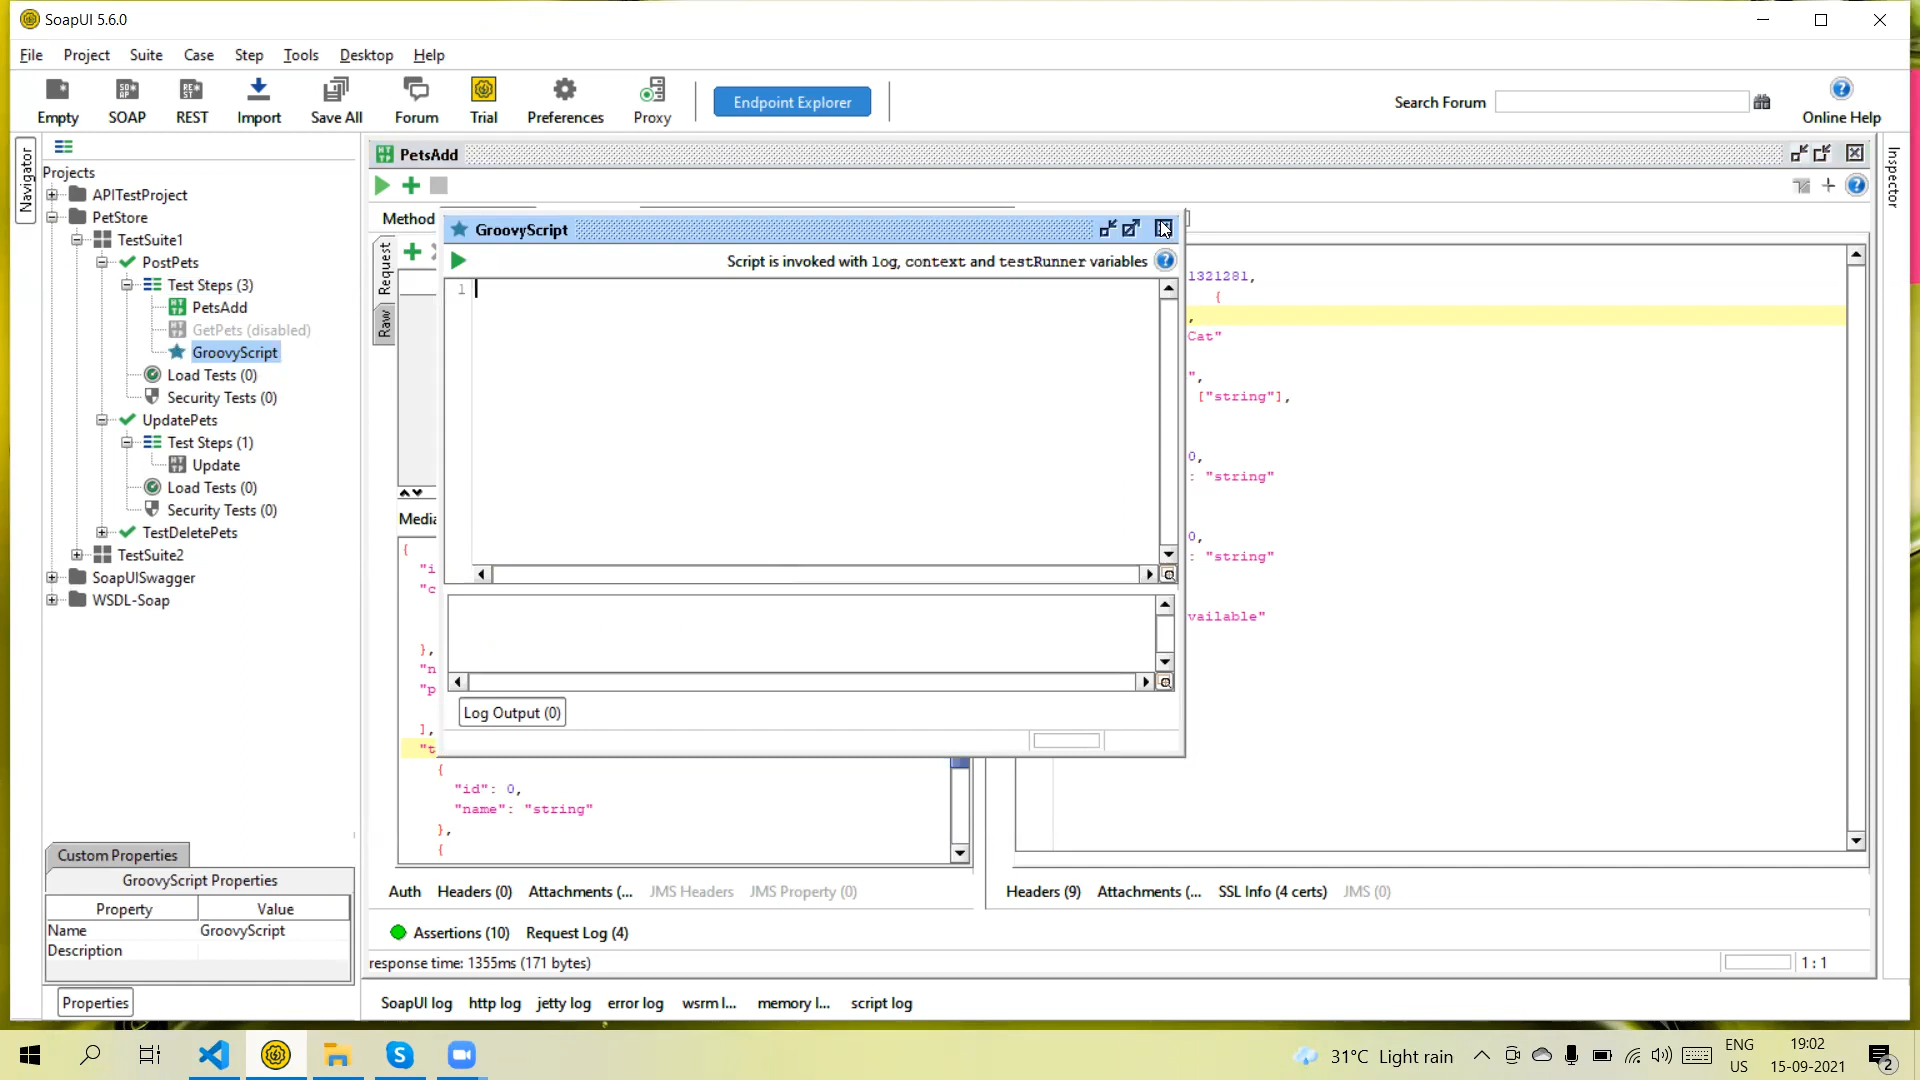 SoapUI 5.6.0
File Project Suite Case Step Tools Desktop Help
Empty SOAP REST Import Save All Forum Trial Preferences Proxy
Endpoint Explorer
Search Forum
Online Help
Navigator
Projects
APITestProject
PetStore
TestSuite1
PostPets
Test Steps (3)
PetsAdd
GetPets (disabled)
GroovyScript
Load Tests (0)
Security Tests (0)
UpdatePets
Test Steps (1)
Update
Load Tests (0)
Security Tests (0)
TestDeletePets
TestSuite2
SoapUISwagger
WSDL-Soap
Custom Properties
GroovyScript Properties
Property Value
Name GroovyScript
Description
Properties
PetsAdd
Method
Request
Raw
GroovyScript
Script is invoked with log, context and testRunner variables
1
Log Output (0)
Media
{
"i
"c
},
"n
"p
],
"t
{
"id": 0,
"name": "string"
},
{
1321281,
{
,
Cat"
",
["string"],
0,
: "string"
0,
: "string"
vailable"
Auth Headers (0) Attachments (... JMS Headers JMS Property (0)
Headers (9) Attachments (... SSL Info (4 certs) JMS (0)
Assertions (10) Request Log (4)
response time: 1355ms (171 bytes)
1 : 1
SoapUI log http log jetty log error log wsrm l... memory l... script log
Inspector
31°C Light rain
ENG
US
19:02
15-09-2021
2